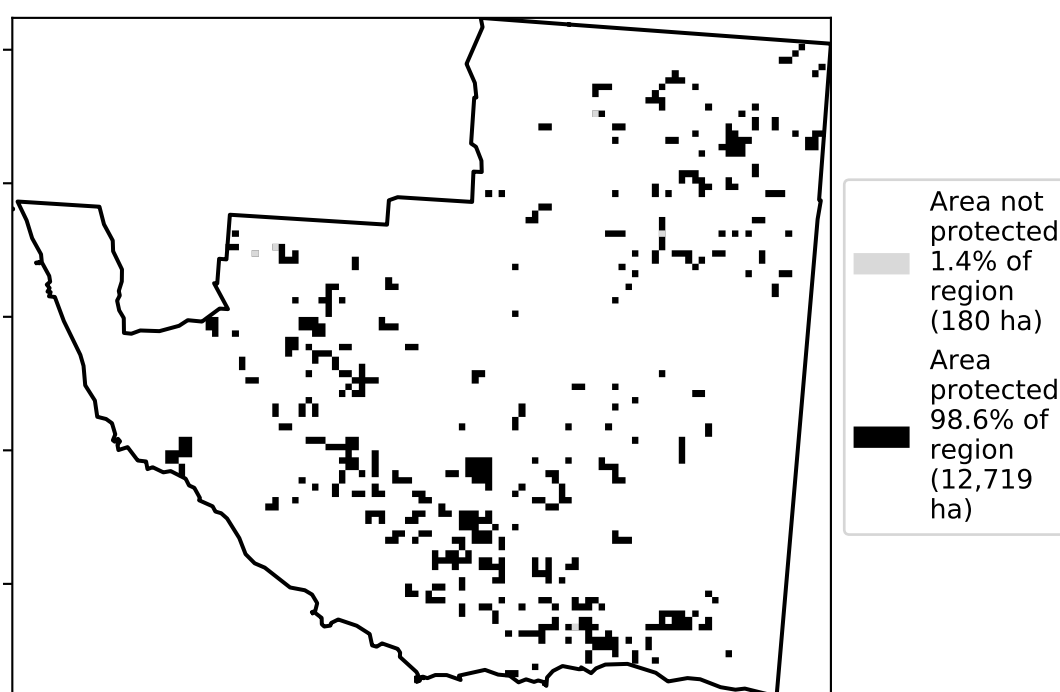 Area not
protected
1.4% of
region
(180 ha)
Area
protected
98.6% of
region
(12,719
ha)